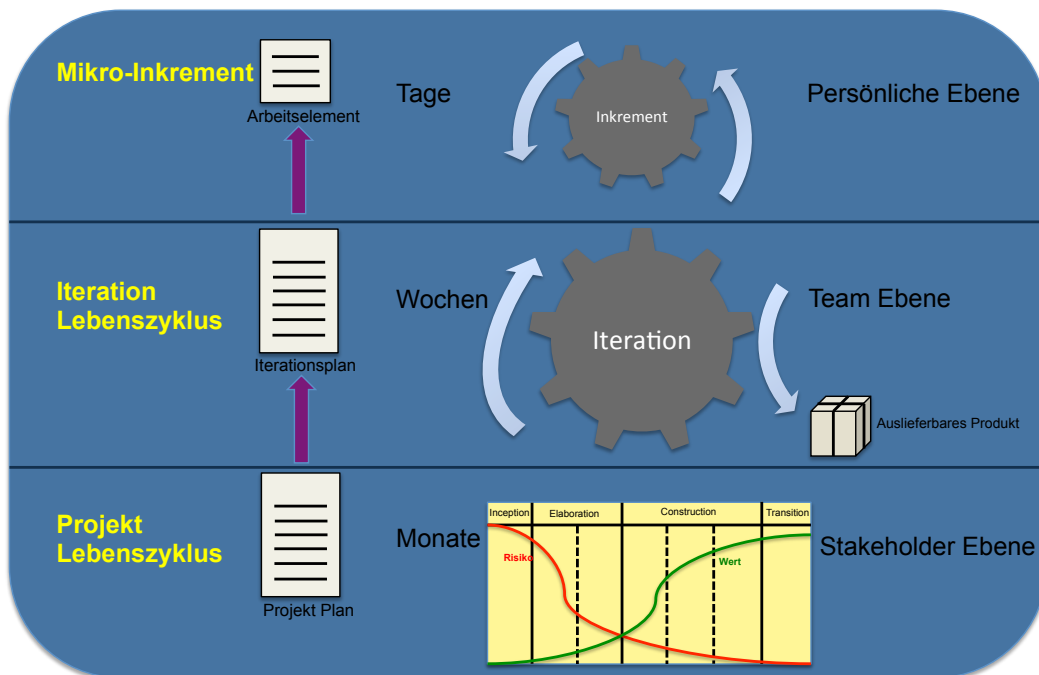 Mikro-Inkrement
Arbeitselement
Tage
Inkrement
Persönliche Ebene
Iteration
Lebenszyklus
Iterationsplan
Wochen
Iteration
Team Ebene
Auslieferbares Produkt
Projekt
Lebenszyklus
Projekt Plan
Monate
Inception
Elaboration
Construction
Transition
Risiko
Wert
Stakeholder Ebene